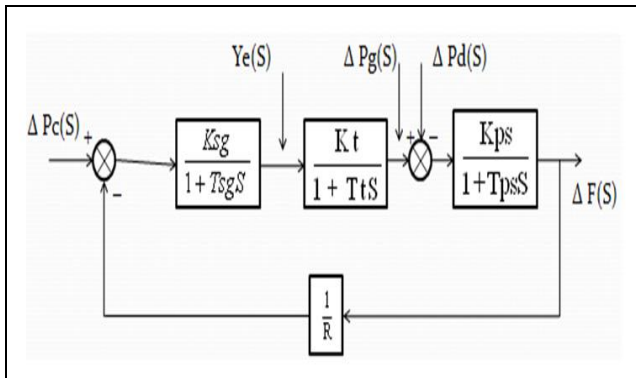 Ye(S)
Δ Pg(S)
Δ Pd(S)
Δ Pc(S)
+
−
Ksg
1 + TsgS
Kt
1 + TtS
+
−
Kps
1+TpsS
Δ F(S)
1
R